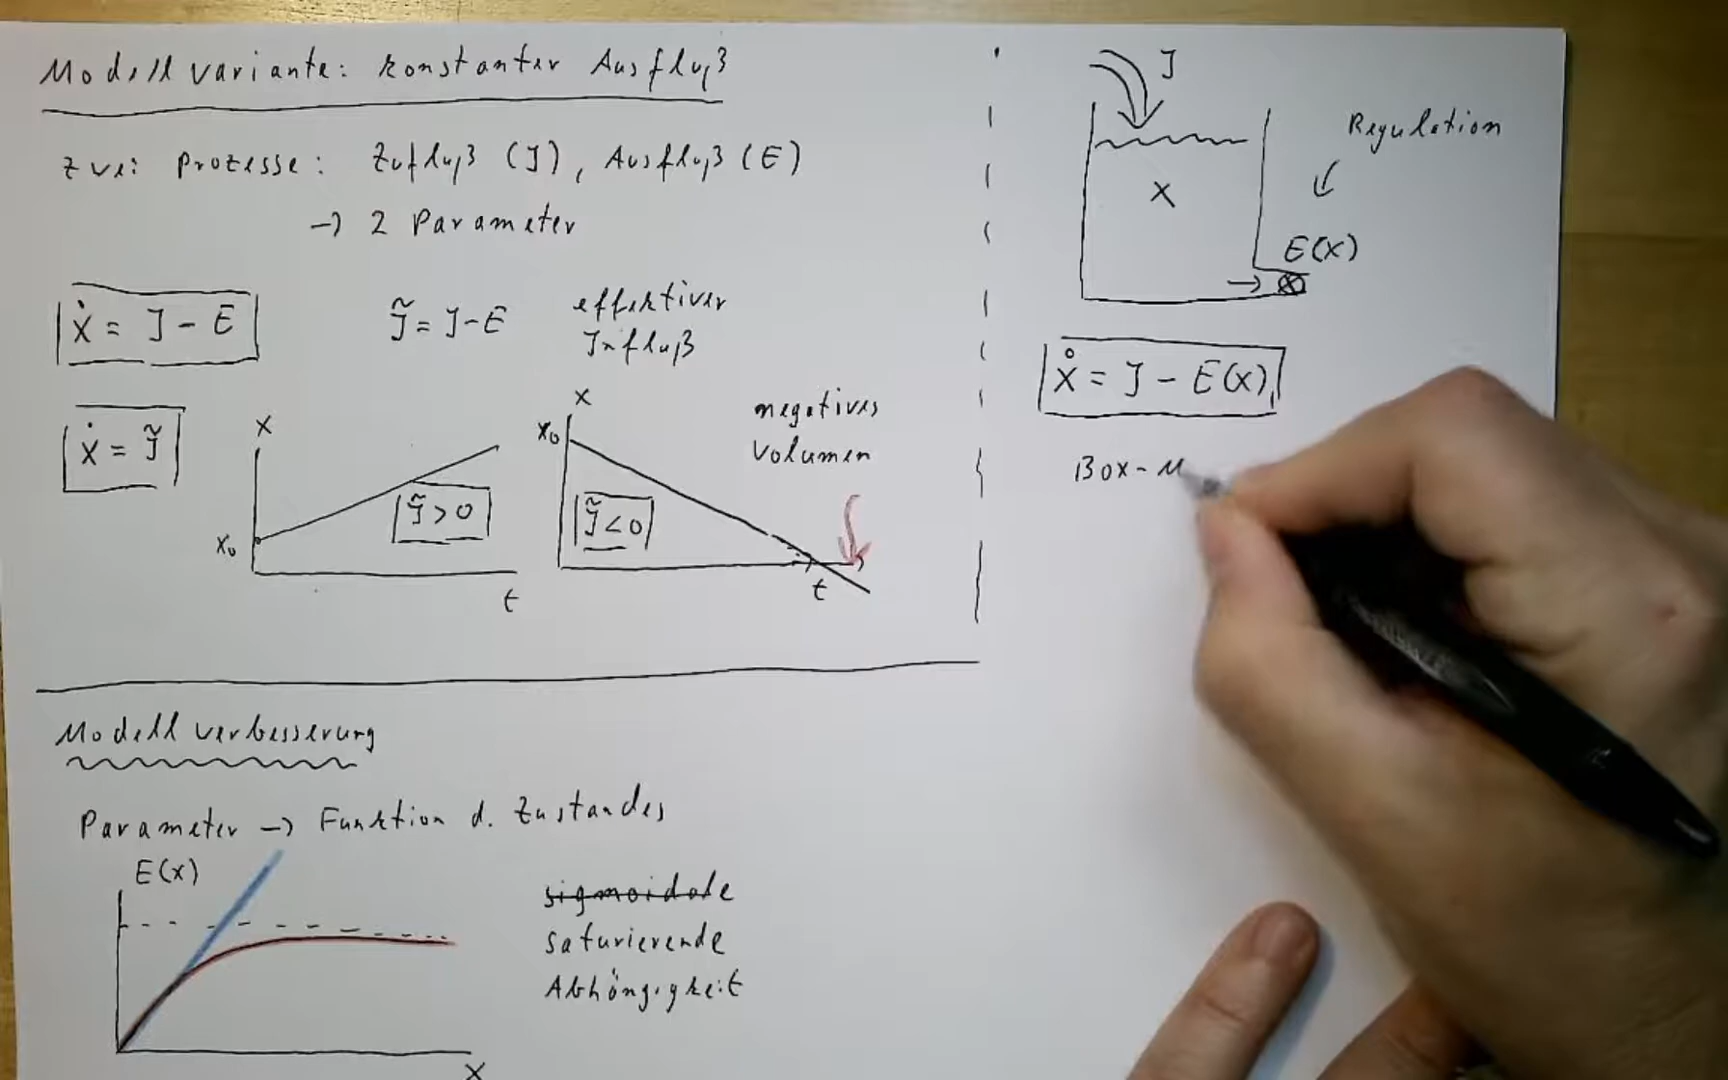 Modellvariante: konstanter Ausfluß
zwei Prozesse: Zufluß (J), Ausfluß (E)
→ 2 Parameter
ẋ = J - E
J̃ = J-E
effektiver
Influß
ẋ = J̃
x
x₀
J̃ > 0
t
x
x₀
J̃ < 0
t
negatives
Volumen
Modellverbesserung
Parameter → Funktion d. Zustandes
E(x)
x
sigmoidale
saturierende
Abhängigkeit
J
Regulation
x
E(x)
ẋ = J - E(x)
Box-M